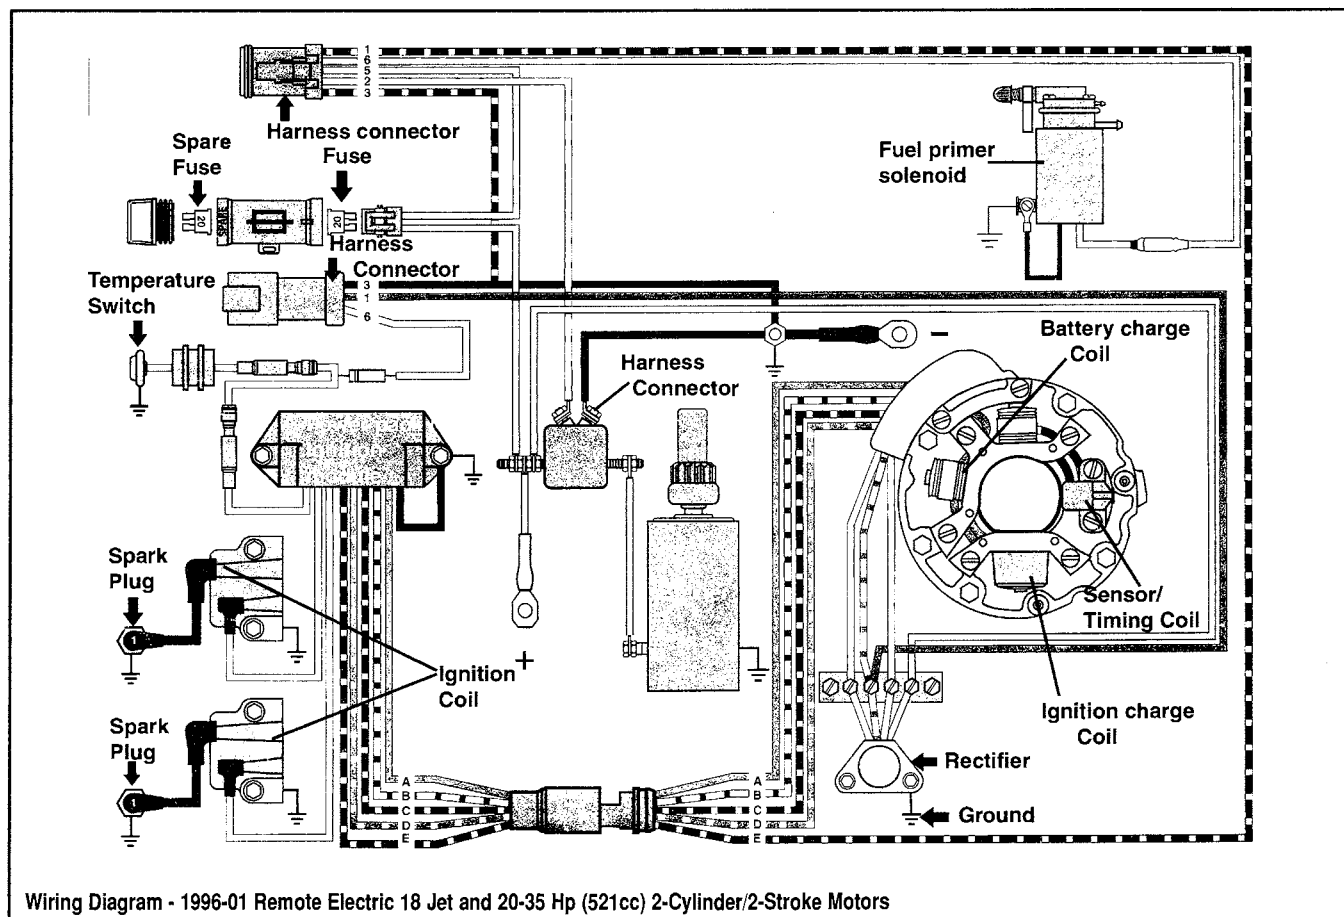 1
6
5
2
3
Harness connector
Spare
Fuse
Fuse
20
SPARE
20
Harness
Connector
Temperature
Switch
3
1
6
Fuel primer
solenoid
−
Battery charge
Coil
Harness
Connector
Spark
Plug
1
Sensor/
Timing Coil
Ignition
Coil
+
Spark
Plug
1
Ignition charge
Coil
Rectifier
Ground
A
B
C
D
E
A
B
C
D
E
Wiring Diagram - 1996-01 Remote Electric 18 Jet and 20-35 Hp (521cc) 2-Cylinder/2-Stroke Motors